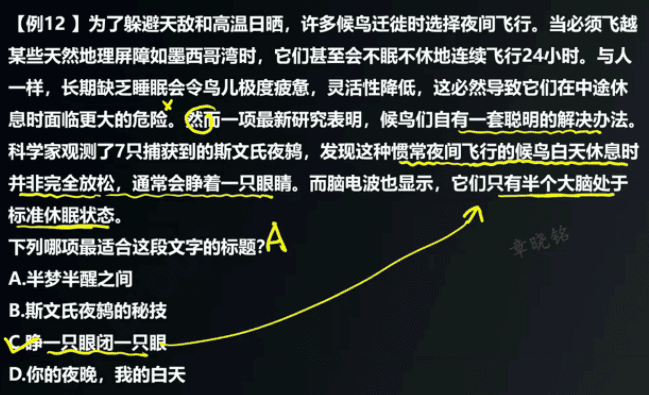 【例12 】为了躲避天敌和高温日晒，许多候鸟迁徙时选择夜间飞行。当必须飞越
某些天然地理屏障如墨西哥湾时，它们甚至会不眠不休地连续飞行24小时。与人
一样，长期缺乏睡眠会令鸟儿极度疲惫，灵活性降低，这必然导致它们在中途休
息时面临更大的危险。然而一项最新研究表明，候鸟们自有一套聪明的解决办法。
科学家观测了7只捕获到的斯文氏夜鸫，发现这种惯常夜间飞行的候鸟白天休息时
并非完全放松，通常会睁着一只眼睛。而脑电波也显示，它们只有半个大脑处于
标准休眠状态。
下列哪项最适合这段文字的标题？A
A.半梦半醒之间
B.斯文氏夜鸫的秘技
C.睁一只眼闭一只眼
D.你的夜晚，我的白天
章晓铭